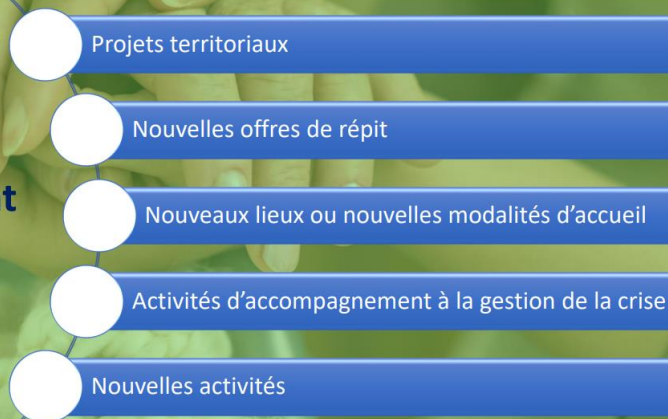 Projets territoriaux
Nouvelles offres de répit
Nouveaux lieux ou nouvelles modalités d’accueil
Activités d’accompagnement à la gestion de la crise
Nouvelles activités